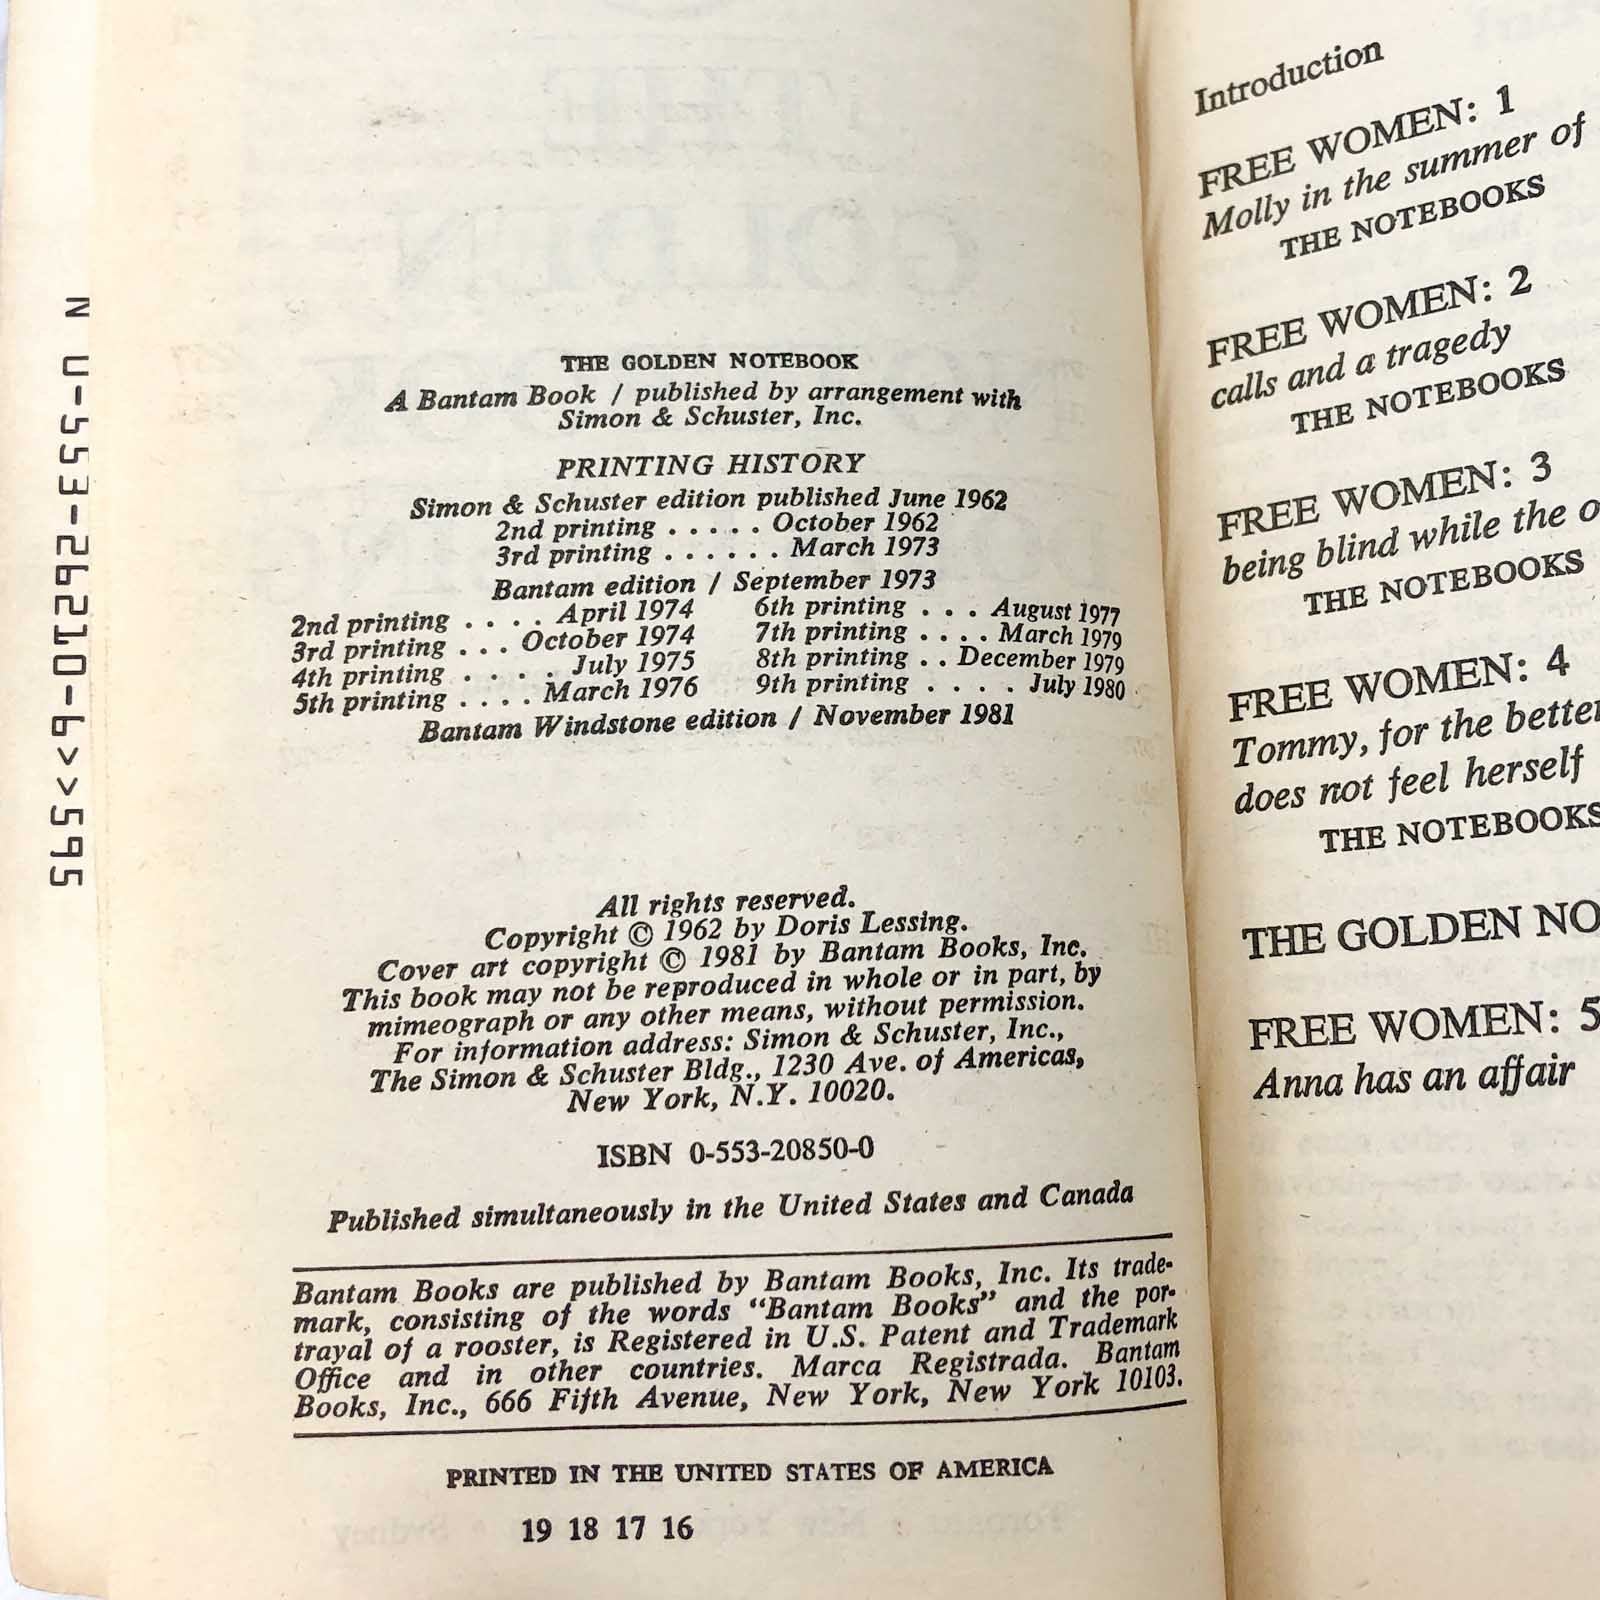 N 0-553-26210-9>>595
THE GOLDEN NOTEBOOK
A Bantam Book / published by arrangement with
Simon & Schuster, Inc.
PRINTING HISTORY
Simon & Schuster edition published June 1962
2nd printing ..... October 1962
3rd printing ...... March 1973
Bantam edition / September 1973
2nd printing .... April 1974
3rd printing ... October 1974
4th printing ..... July 1975
5th printing .... March 1976
6th printing ... August 1977
7th printing .... March 1979
8th printing .. December 1979
9th printing .... July 1980
Bantam Windstone edition / November 1981
All rights reserved.
Copyright © 1962 by Doris Lessing.
Cover art copyright © 1981 by Bantam Books, Inc.
This book may not be reproduced in whole or in part, by
mimeograph or any other means, without permission.
For information address: Simon & Schuster, Inc.,
The Simon & Schuster Bldg., 1230 Ave. of Americas,
New York, N.Y. 10020.
ISBN 0-553-20850-0
Published simultaneously in the United States and Canada
Bantam Books are published by Bantam Books, Inc. Its trade-
mark, consisting of the words “Bantam Books” and the por-
trayal of a rooster, is Registered in U.S. Patent and Trademark
Office and in other countries. Marca Registrada. Bantam
Books, Inc., 666 Fifth Avenue, New York, New York 10103.
PRINTED IN THE UNITED STATES OF AMERICA
19 18 17 16
Introduction
FREE WOMEN: 1
Molly in the summer of
THE NOTEBOOKS
FREE WOMEN: 2
calls and a tragedy
THE NOTEBOOKS
FREE WOMEN: 3
being blind while the o
THE NOTEBOOKS
FREE WOMEN: 4
Tommy, for the better
does not feel herself
THE NOTEBOOKS
THE GOLDEN NO
FREE WOMEN: 5
Anna has an affair